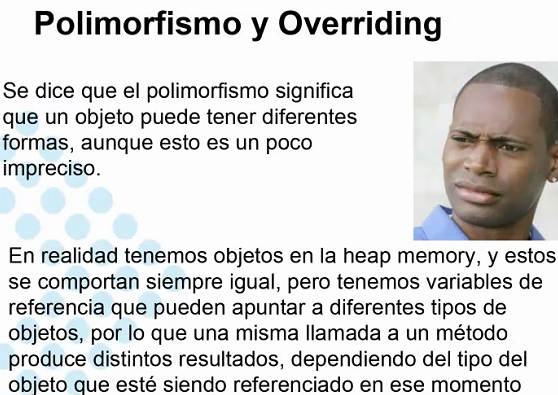 Polimorfismo y Overriding
Se dice que el polimorfismo significa
que un objeto puede tener diferentes
formas, aunque esto es un poco
impreciso.
En realidad tenemos objetos en la heap memory, y estos
se comportan siempre igual, pero tenemos variables de
referencia que pueden apuntar a diferentes tipos de
objetos, por lo que una misma llamada a un método
produce distintos resultados, dependiendo del tipo del
objeto que esté siendo referenciado en ese momento